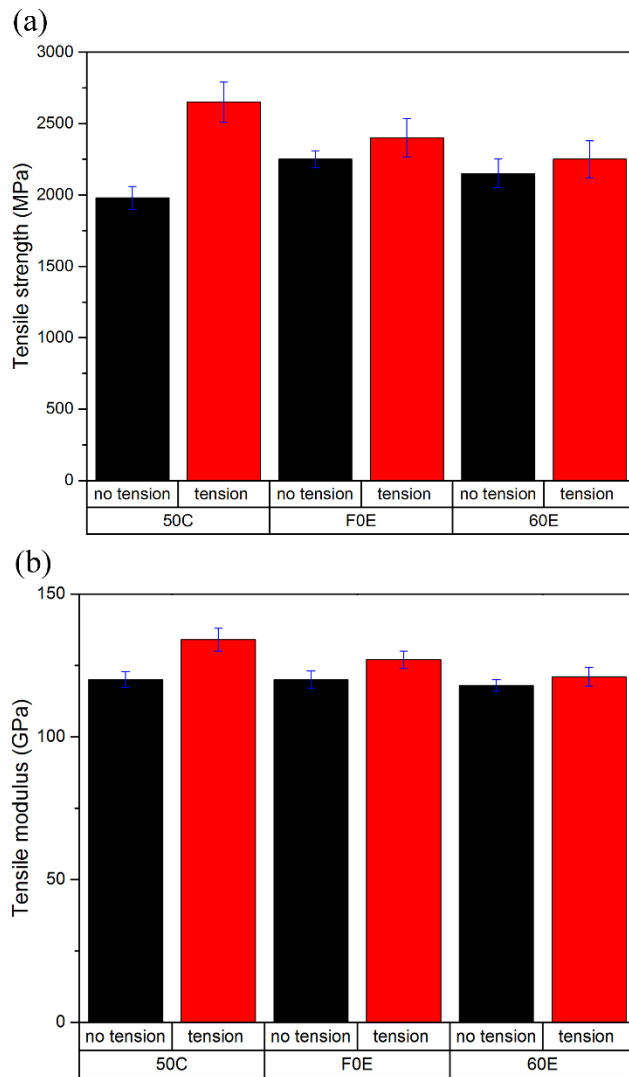 (a)
3000
2500
2000
1500
1000
500
0
Tensile strength (MPa)
no tension tension no tension tension no tension tension
50C F0E 60E
(b)
150
100
50
0
Tensile modulus (GPa)
no tension tension no tension tension no tension tension
50C F0E 60E